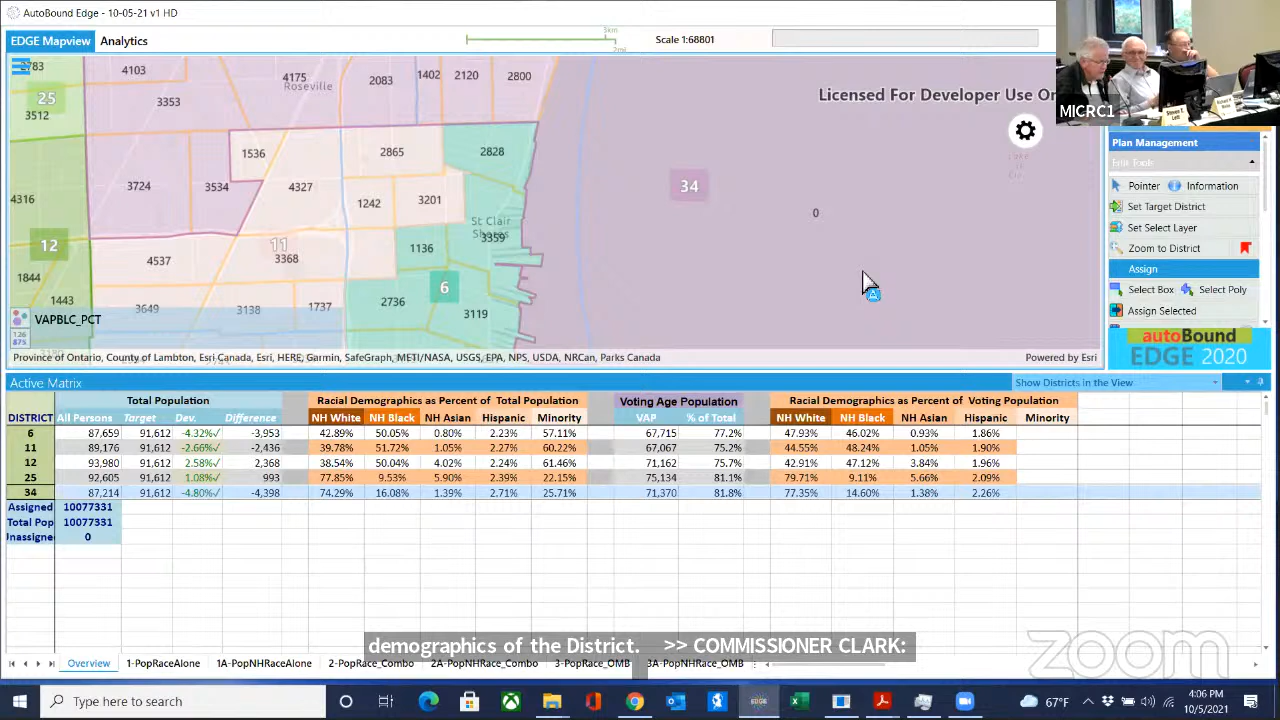 AutoBound Edge - 10-05-21 v1 HD
EDGE Mapview Analytics
3km
2mi
Scale 1:68801
MICRC1
Licensed For Developer Use On
2783 4103 4175 2083 1402 2120 2800
Roseville
25
3353
3512
1536 2865 2828
34
4316 3724 3534 4327 1242 3201
0
St Clair
Shores
3359
12 11 1136
4537 3368
1844 6
1443 3649 3138 1737 2736 3119
VAPBLC_PCT
126
875
Province of Ontario, County of Lambton, Esri Canada, Esri, HERE, Garmin, SafeGraph, METI/NASA, USGS, EPA, NPS, USDA, NRCan, Parks Canada Powered by Esri
Plan Management
Edit Tools
Pointer Information
Set Target District
Set Select Layer
Zoom to District
Assign
Select Box Select Poly
Assign Selected
autoBound
EDGE 2020
Active Matrix Show Districts in the View
Total Population Racial Demographics as Percent of Total Population Voting Age Population Racial Demographics as Percent of Voting Population
DISTRICT All Persons Target Dev. Difference NH White NH Black NH Asian Hispanic Minority VAP % of Total NH White NH Black NH Asian Hispanic Minority
6 87,659 91,612 -4.32%✓ -3,953 42.89% 50.05% 0.80% 2.23% 57.11% 67,715 77.2% 47.93% 46.02% 0.93% 1.86%
11 89,176 91,612 -2.66%✓ -2,436 39.78% 51.72% 1.05% 2.27% 60.22% 67,067 75.2% 44.55% 48.24% 1.05% 1.90%
12 93,980 91,612 2.58%✓ 2,368 38.54% 50.04% 4.02% 2.24% 61.46% 71,162 75.7% 42.91% 47.12% 3.84% 1.96%
25 92,605 91,612 1.08%✓ 993 77.85% 9.53% 5.90% 2.39% 22.15% 75,134 81.1% 79.71% 9.11% 5.66% 2.09%
34 87,214 91,612 -4.80%✓ -4,398 74.29% 16.08% 1.39% 2.71% 25.71% 71,370 81.8% 77.35% 14.60% 1.38% 2.26%
Assigned 10077331
Total Pop 10077331
Unassigne 0
demographics of the District. >> COMMISSIONER CLARK:
zoom
Overview 1-PopRaceAlone 1A-PopNHRaceAlone 2-PopRace_Combo 2A-PopNHRace_Combo 3-PopRace_OMB 3A-PopNHRace_OMB
Type here to search
EDGE
67°F
4:06 PM
10/5/2021